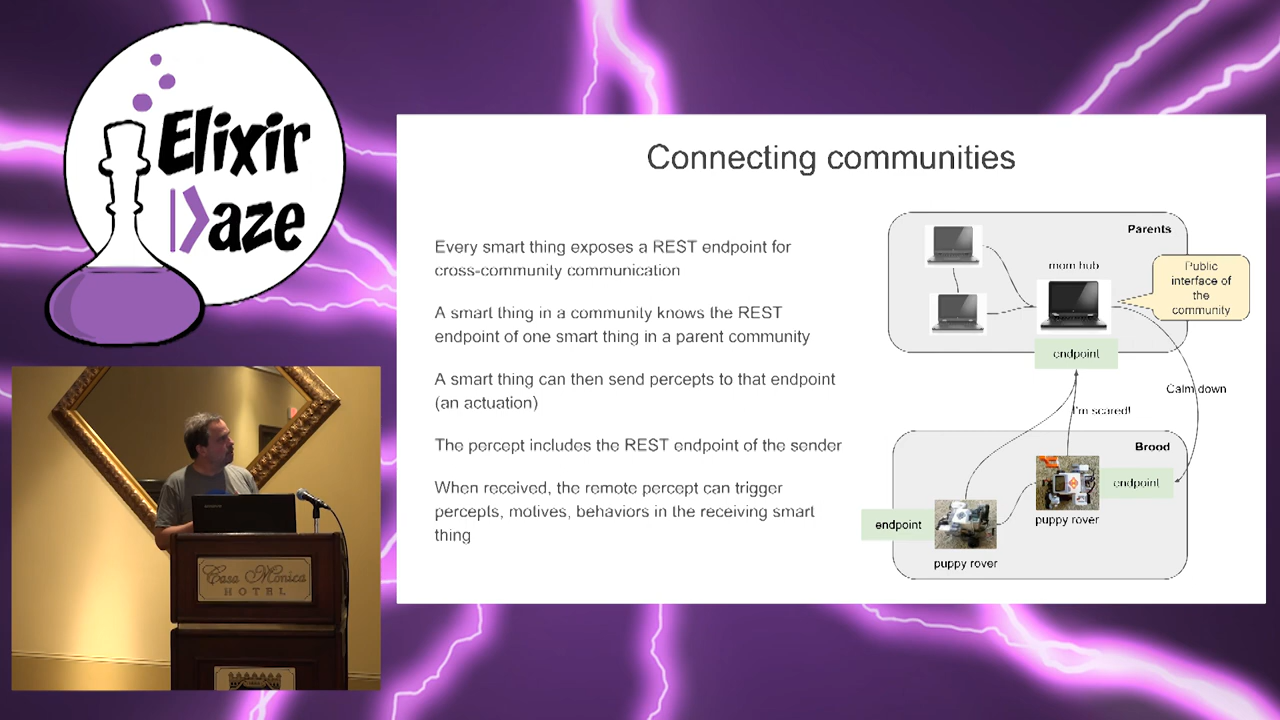 Elixir
Daze
Connecting communities
Every smart thing exposes a REST endpoint for
cross-community communication
A smart thing in a community knows the REST
endpoint of one smart thing in a parent community
A smart thing can then send percepts to that endpoint
(an actuation)
The percept includes the REST endpoint of the sender
When received, the remote percept can trigger
percepts, motives, behaviors in the receiving smart
thing
Parents
mom hub
Public
interface of
the
community
endpoint
Calm down
I'm scared!
Brood
endpoint
puppy rover
endpoint
puppy rover
Casa Monica
HOTEL